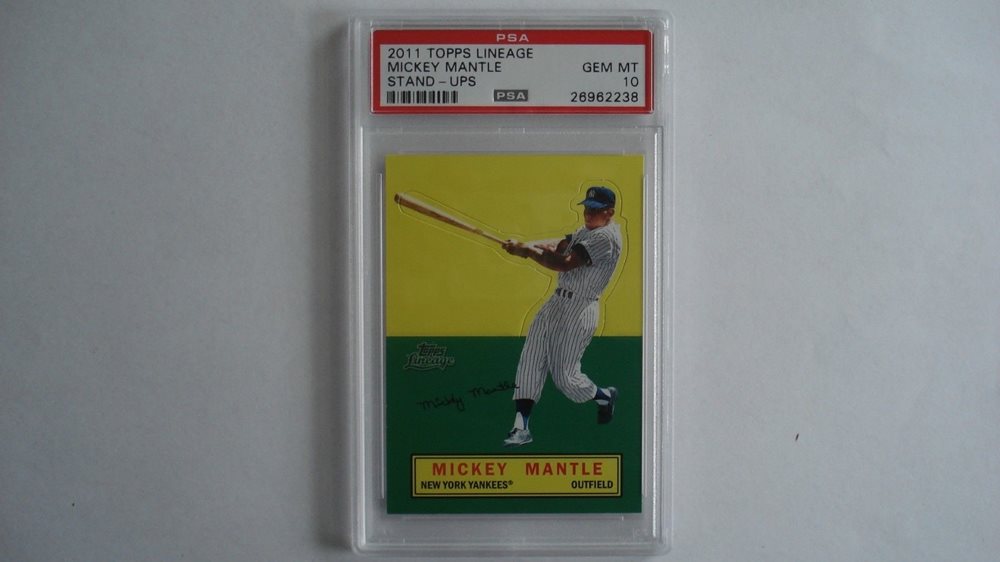 PSA
2011 TOPPS LINEAGE
MICKEY MANTLE GEM MT
STAND-UPS 10
PSA 26962238
NY
Topps
Lineage
Mickey Mantle
MICKEY MANTLE
NEW YORK YANKEES® OUTFIELD